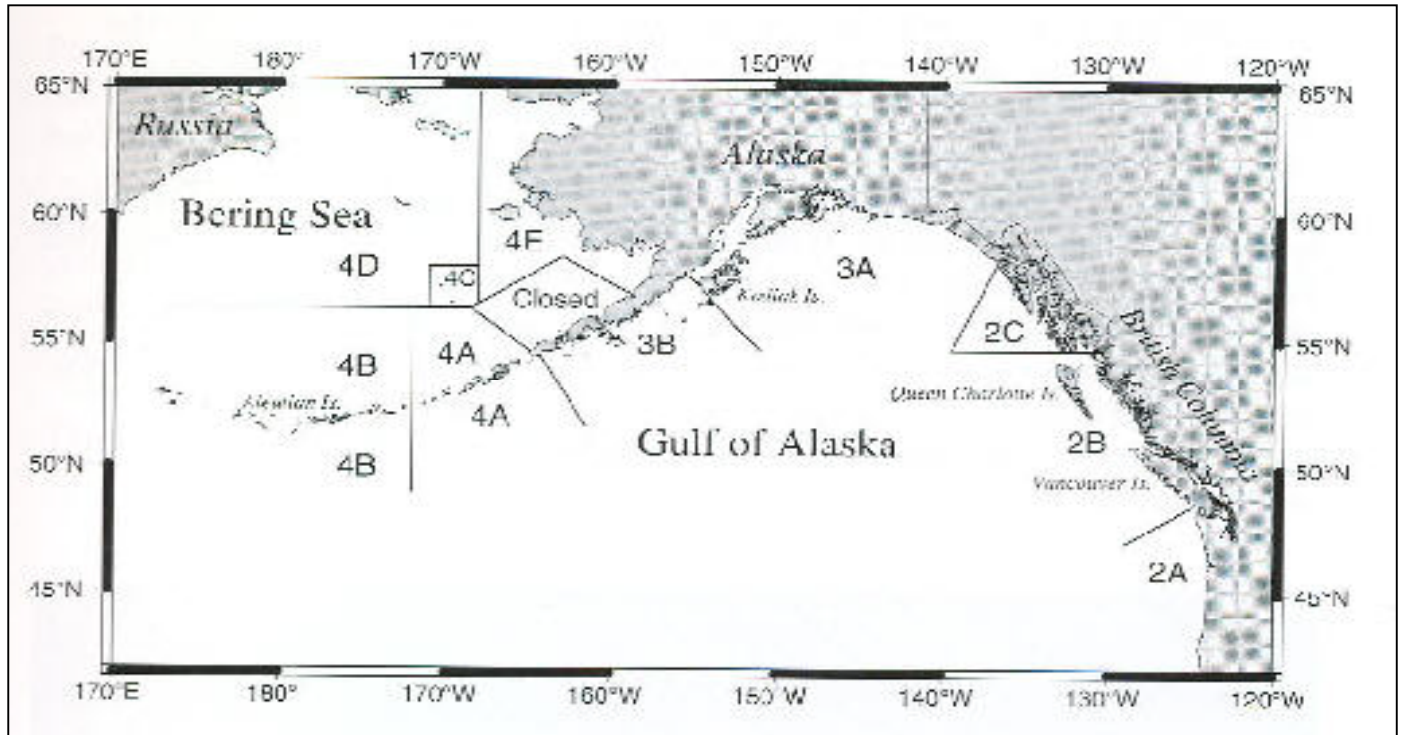 170°E 180° 170°W 160°W 150°W 140°W 130°W 120°W
65°N 65°N
Russia
Alaska
60°N 60°N
Bering Sea
4E
4D 4C 3A
Closed Kodiak Is.
55°N 55°N
4B 4A 3B 2C
British Columbia
Aleutian Is. 4A Queen Charlotte Is.
Gulf of Alaska 2B
50°N 4B 50°N
Vancouver Is.
2A
45°N 45°N
170°E 180° 170°W 160°W 150°W 140°W 130°W 120°W